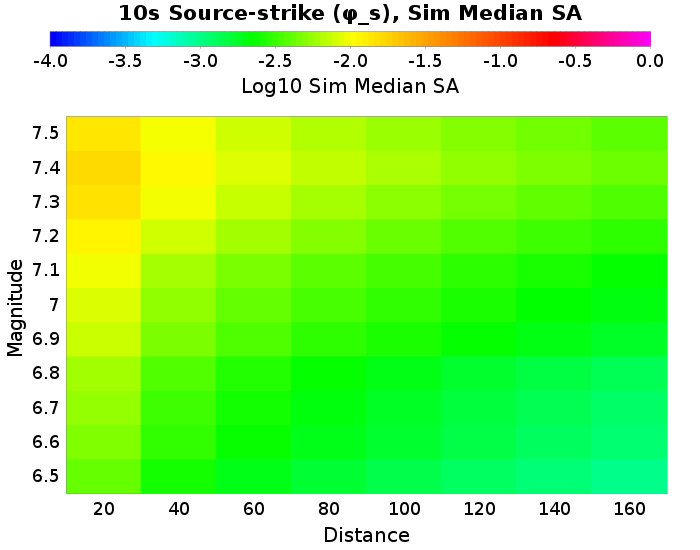 10s Source-strike (φ_s), Sim Median SA
-4.0 -3.5 -3.0 -2.5 -2.0 -1.5 -1.0 -0.5 0.0
Log10 Sim Median SA
Magnitude
7.5
7.4
7.3
7.2
7.1
7
6.9
6.8
6.7
6.6
6.5
20 40 60 80 100 120 140 160
Distance